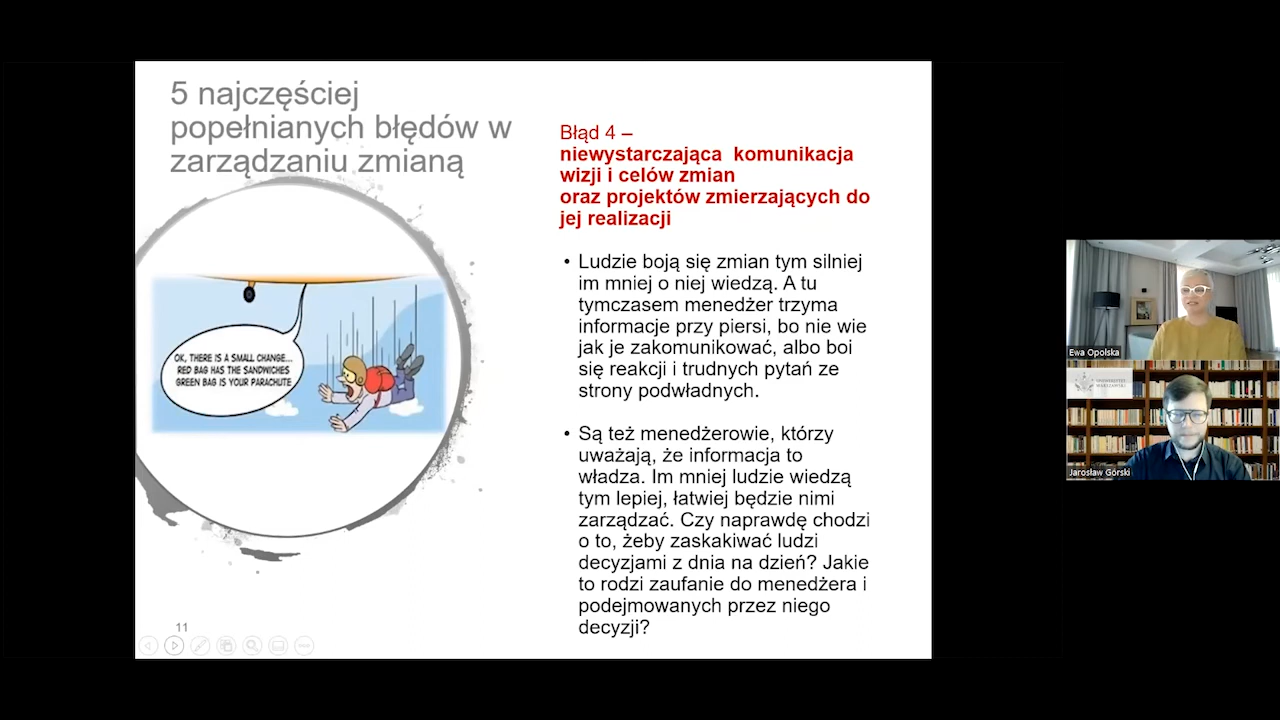 5 najczęściej
popełnianych błędów w
zarządzaniu zmianą
OK, THERE IS A SMALL CHANGE...
RED BAG HAS THE SANDWICHES
GREEN BAG IS YOUR PARACHUTE
11
Błąd 4 –
niewystarczająca komunikacja
wizji i celów zmian
oraz projektów zmierzających do
jej realizacji
• Ludzie boją się zmian tym silniej
im mniej o niej wiedzą. A tu
tymczasem menedżer trzyma
informacje przy piersi, bo nie wie
jak je zakomunikować, albo boi
się reakcji i trudnych pytań ze
strony podwładnych.
• Są też menedżerowie, którzy
uważają, że informacja to
władza. Im mniej ludzie wiedzą
tym lepiej, łatwiej będzie nimi
zarządzać. Czy naprawdę chodzi
o to, żeby zaskakiwać ludzi
decyzjami z dnia na dzień? Jakie
to rodzi zaufanie do menedżera i
podejmowanych przez niego
decyzji?
Ewa Opolska
UNIWERSYTET
WARSZAWSKI
Jarosław Górski